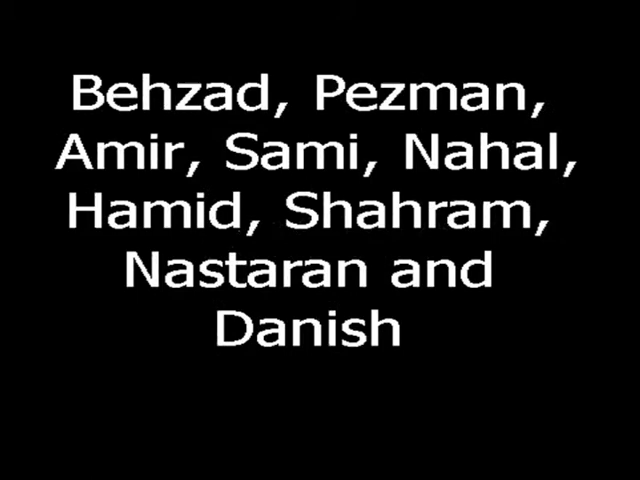 Behzad, Pezman,
Amir, Sami, Nahal,
Hamid, Shahram,
Nastaran and
Danish